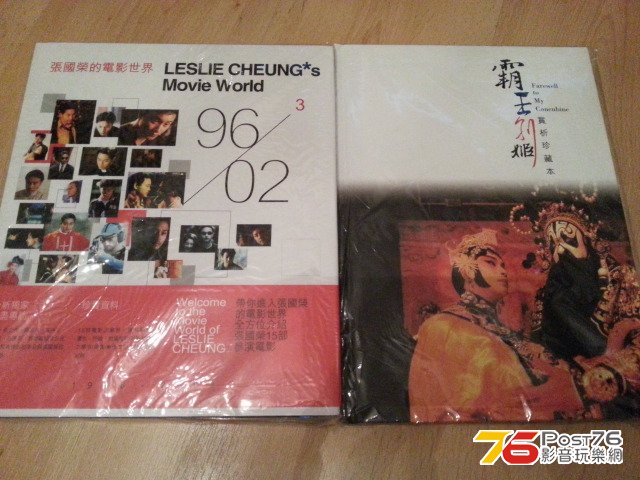 張國榮的電影世界
LESLIE CHEUNG*s
Movie World
3
96
02
Welcome
to the
Movie
World of
LESLIE
CHEUNG
帶你進入張國榮
的電影世界
全方位介紹
張國榮15部
參演電影
霸王別姬
Farewell
to
My
Concubine
賞析珍藏本
76 Post76
影音玩樂網